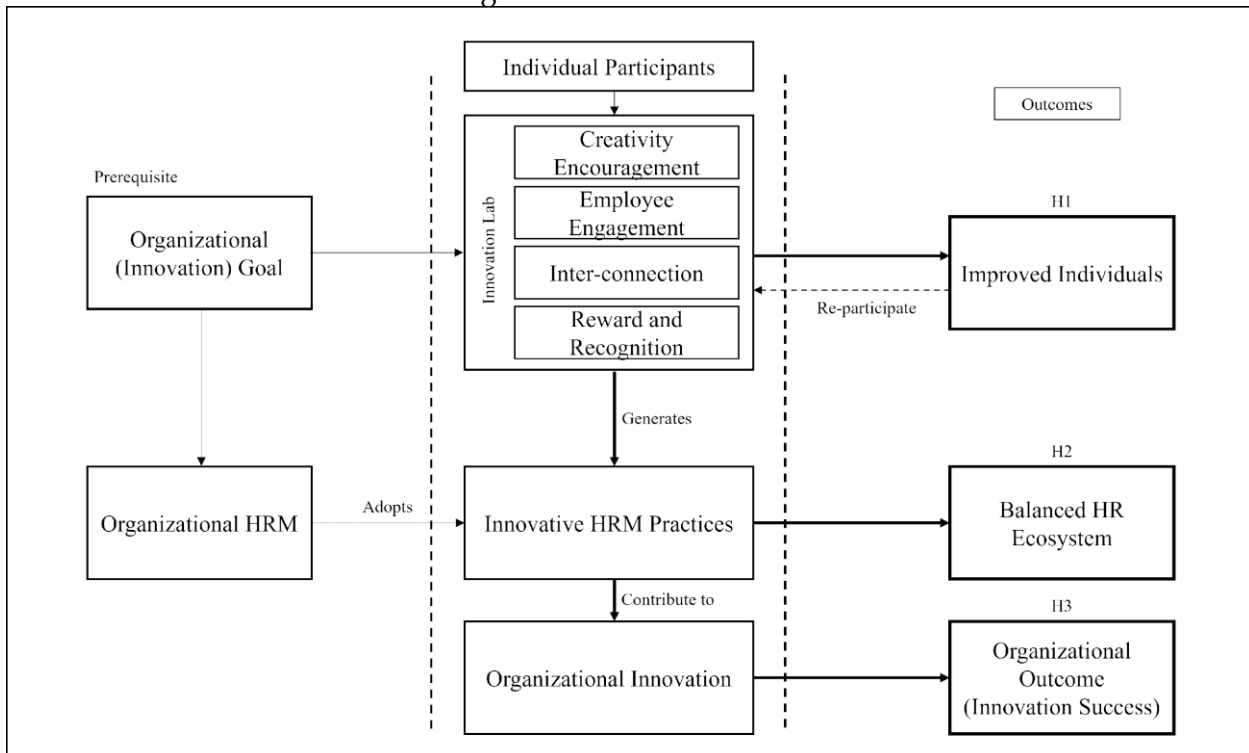 Individual Participants
Outcomes
Creativity
Encouragement
Prerequisite
Employee
Engagement
H1
Organizational
(Innovation) Goal
Innovation Lab
Inter-connection
Improved Individuals
Re-participate
Reward and
Recognition
Generates
H2
Organizational HRM
Adopts
Innovative HRM Practices
Balanced HR
Ecosystem
Contribute to
H3
Organizational Innovation
Organizational
Outcome
(Innovation Success)